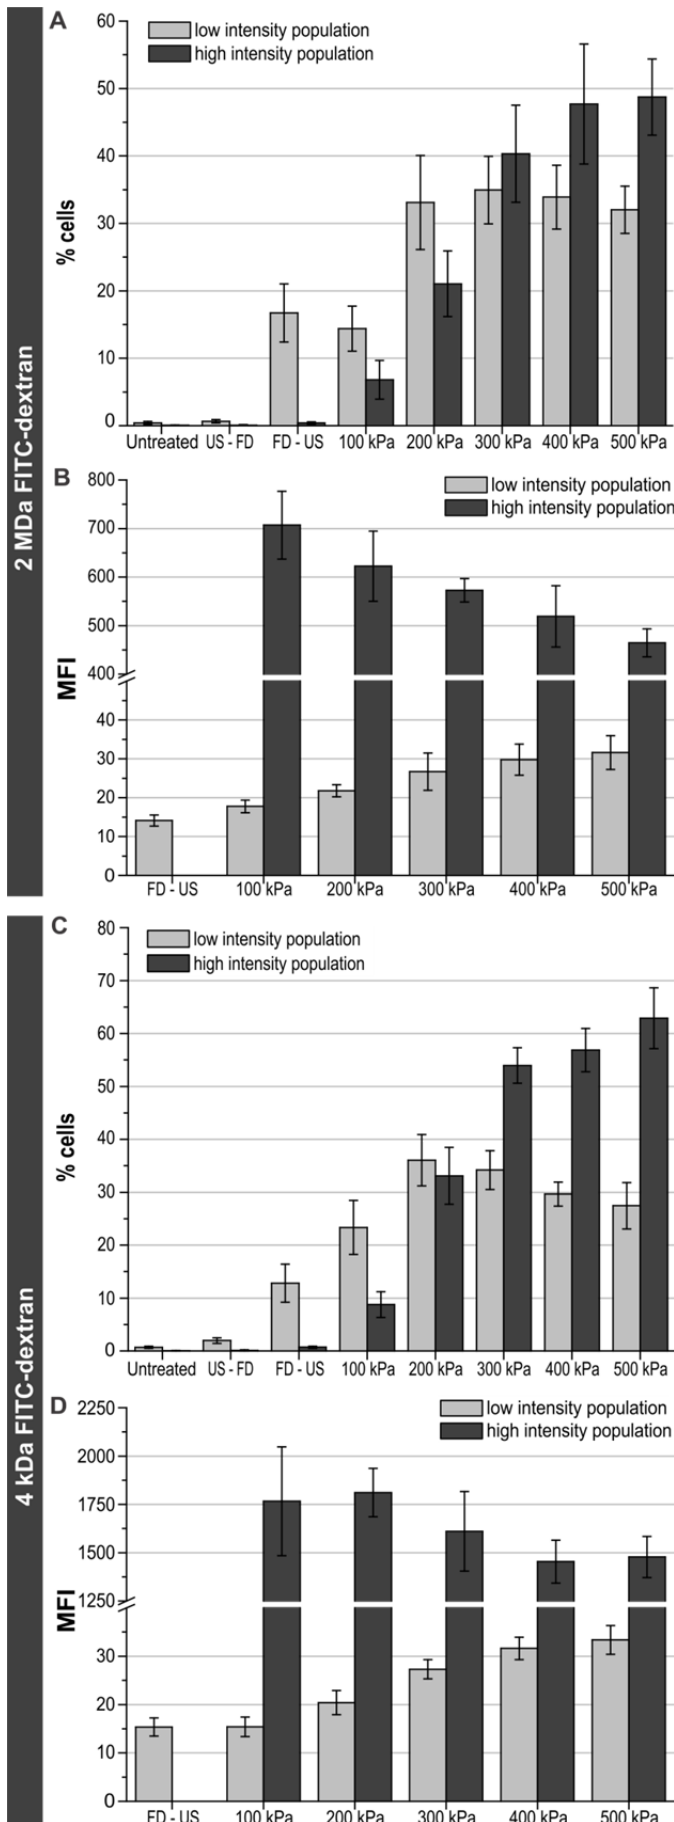 2 MDa FITC-dextran
A
low intensity population
high intensity population
% cells
60
50
40
30
20
10
0
Untreated US - FD FD - US 100 kPa 200 kPa 300 kPa 400 kPa 500 kPa
B
low intensity population
high intensity population
MFI
800
700
600
500
400
40
30
20
10
0
FD - US 100 kPa 200 kPa 300 kPa 400 kPa 500 kPa
4 kDa FITC-dextran
C
low intensity population
high intensity population
% cells
80
70
60
50
40
30
20
10
0
Untreated US - FD FD - US 100 kPa 200 kPa 300 kPa 400 kPa 500 kPa
D
low intensity population
high intensity population
MFI
2250
2000
1750
1500
1250
30
20
10
0
FD - US 100 kPa 200 kPa 300 kPa 400 kPa 500 kPa